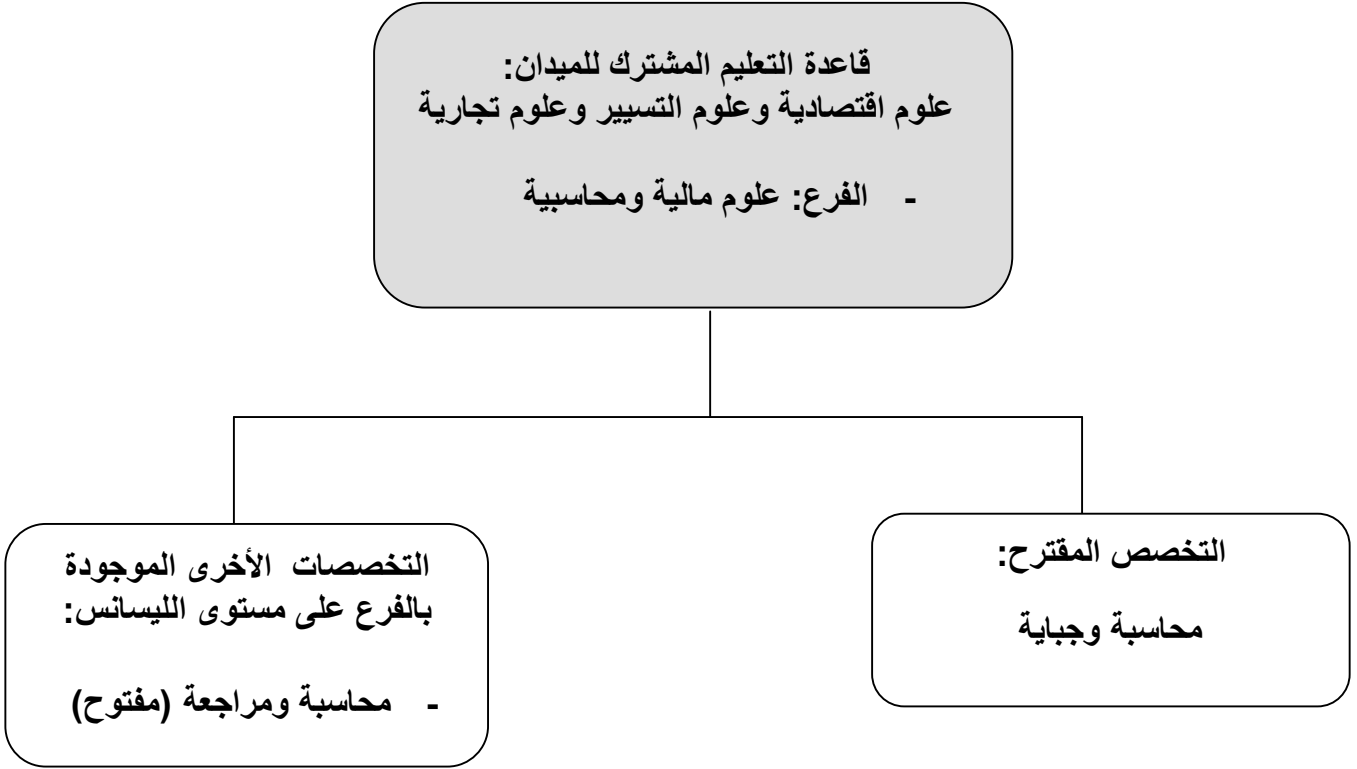 قاعدة التعليم المشترك للميدان:
علوم اقتصادية وعلوم التسيير وعلوم تجارية
- الفرع: علوم مالية ومحاسبية
التخصص المقترح:
محاسبة وجباية
التخصصات الأخرى الموجودة
بالفرع على مستوى الليسانس:
- محاسبة ومراجعة (مفتوح)